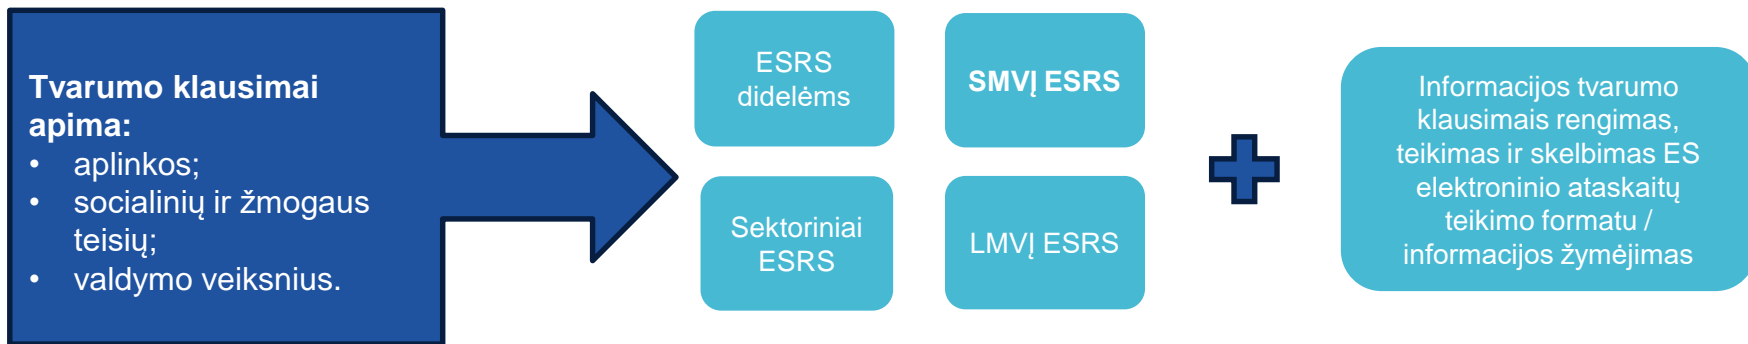 Tvarumo klausimai
apima:
• aplinkos;
• socialinių ir žmogaus
teisių;
• valdymo veiksnius.
ESRS
didelėms
SMVĮ ESRS
Sektoriniai
ESRS
LMVĮ ESRS
Informacijos tvarumo
klausimais rengimas,
teikimas ir skelbimas ES
elektroninio ataskaitų
teikimo formatu /
informacijos žymėjimas